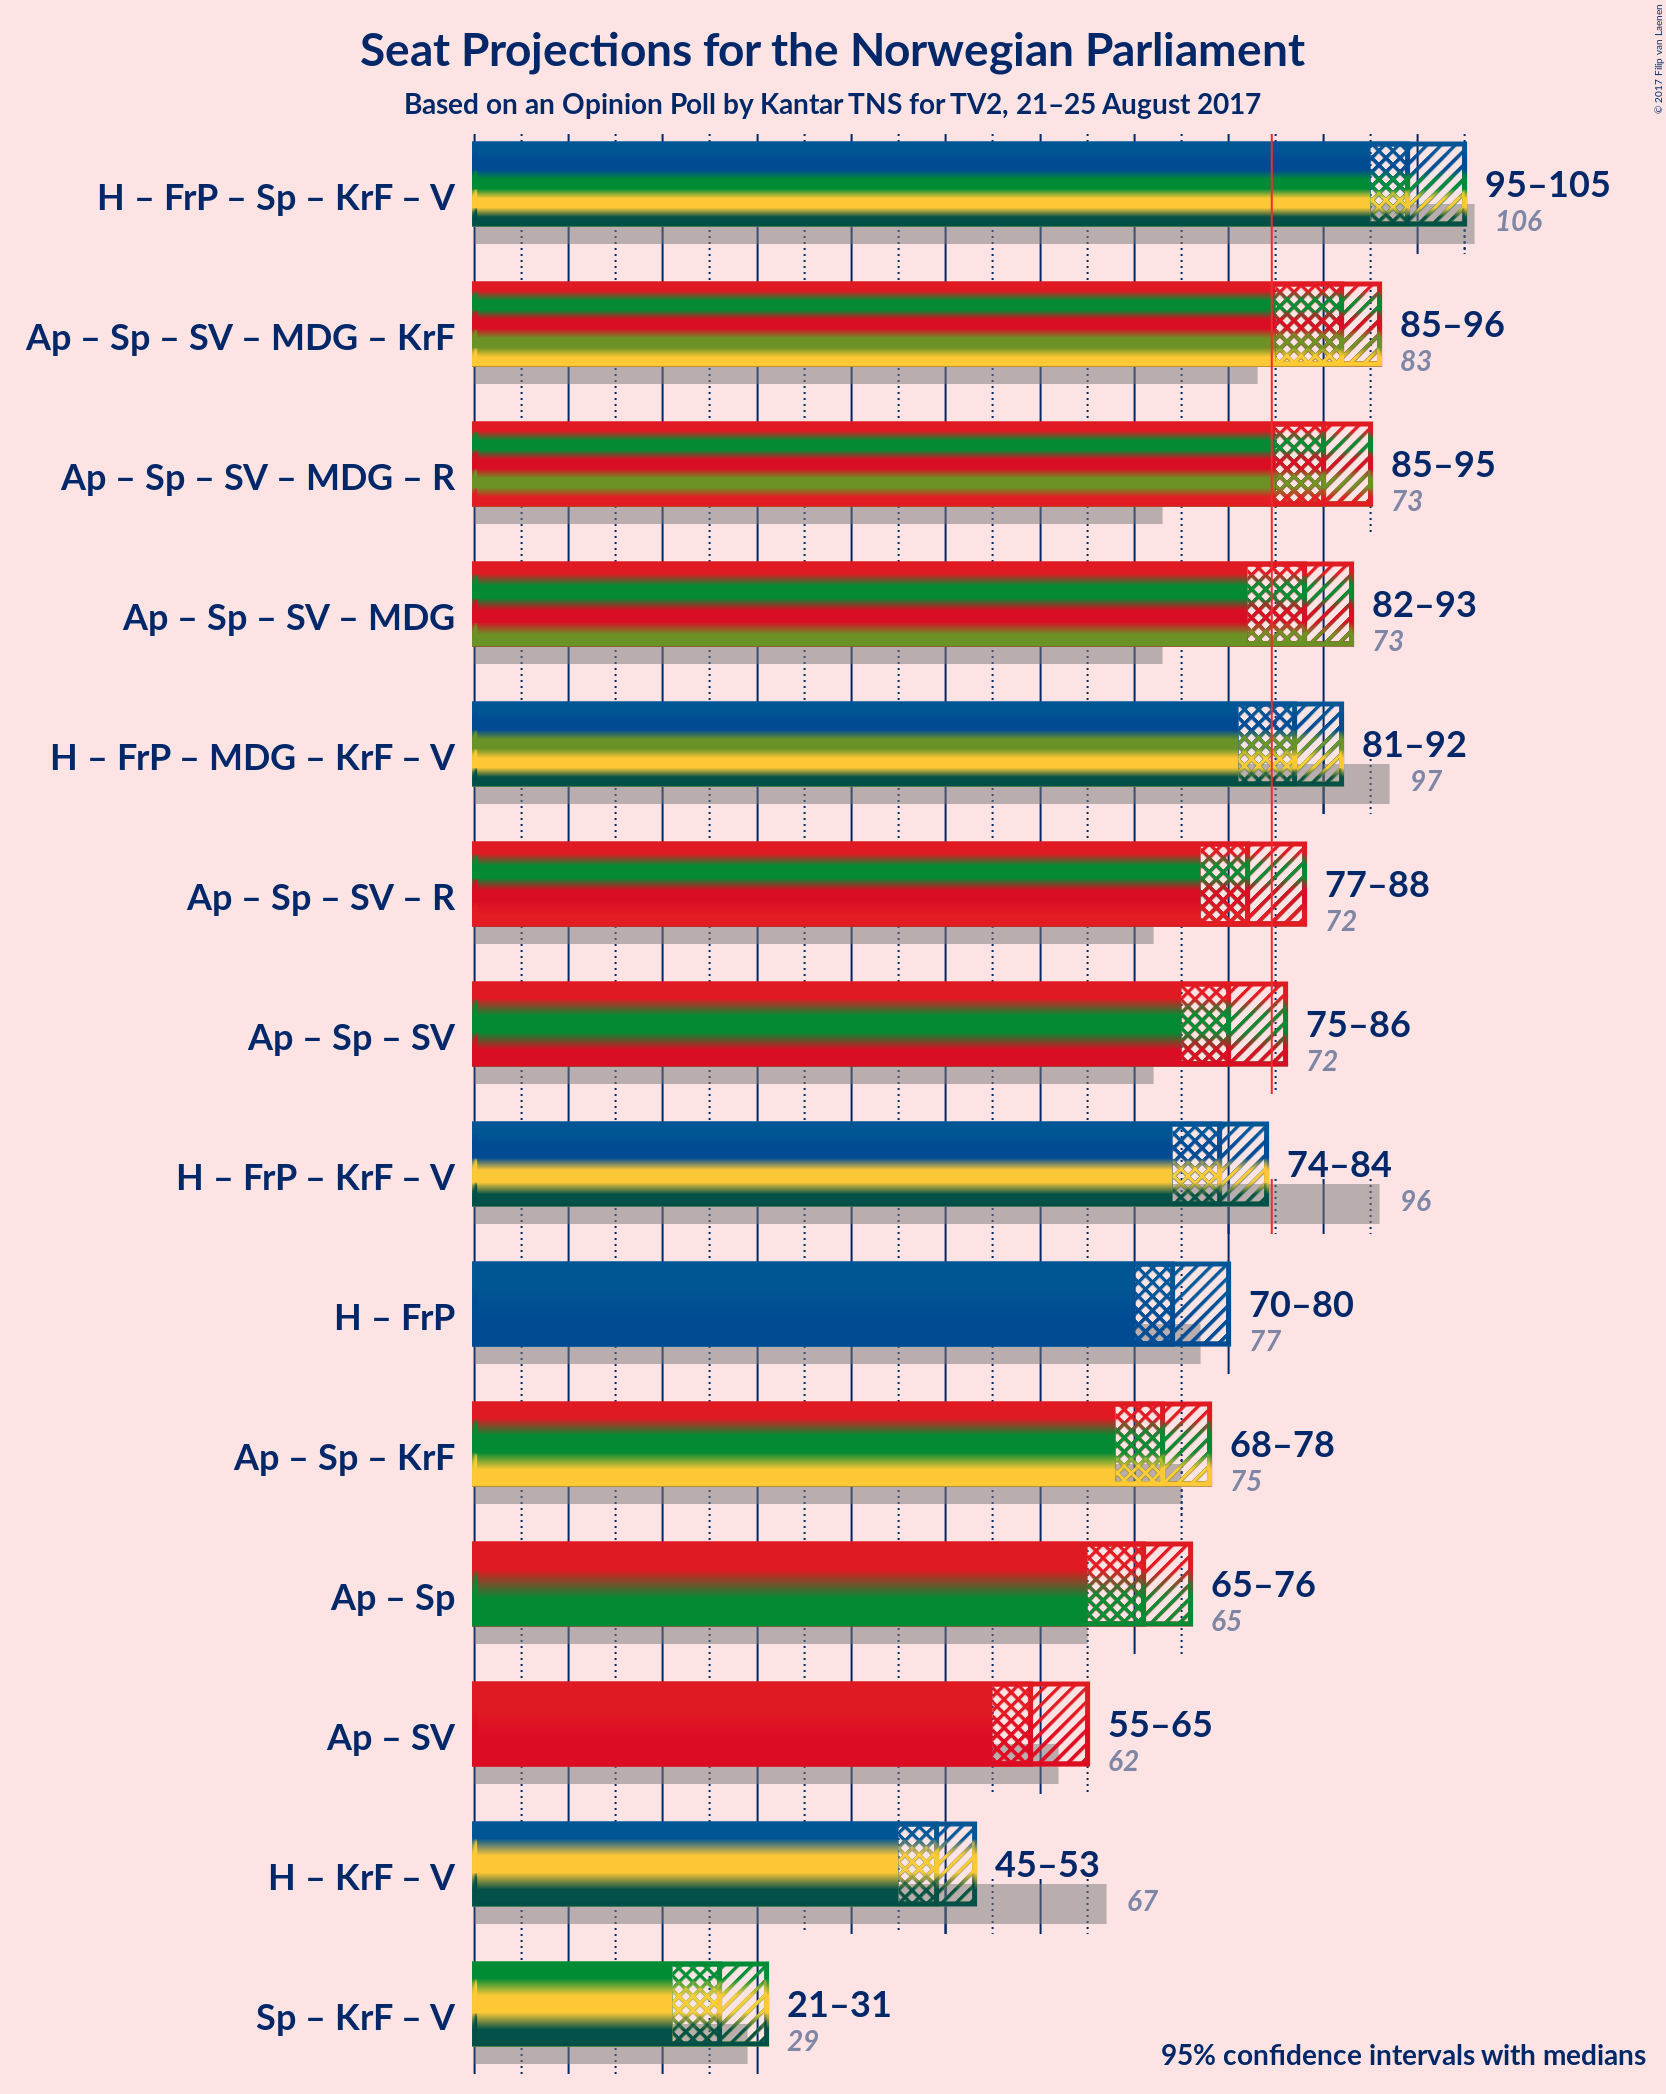 Seat Projections for the Norwegian Parliament
Based on an Opinion Poll by Kantar TNS for TV2, 21–25 August 2017
© 2017 Filip van Laenen
H – FrP – Sp – KrF – V
95–105
106
Ap – Sp – SV – MDG – KrF
85–96
83
Ap – Sp – SV – MDG – R
85–95
73
Ap – Sp – SV – MDG
82–93
73
H – FrP – MDG – KrF – V
81–92
97
Ap – Sp – SV – R
77–88
72
Ap – Sp – SV
75–86
72
H – FrP – KrF – V
74–84
96
H – FrP
70–80
77
Ap – Sp – KrF
68–78
75
Ap – Sp
65–76
65
Ap – SV
55–65
62
H – KrF – V
45–53
67
Sp – KrF – V
21–31
29
95% confidence intervals with medians